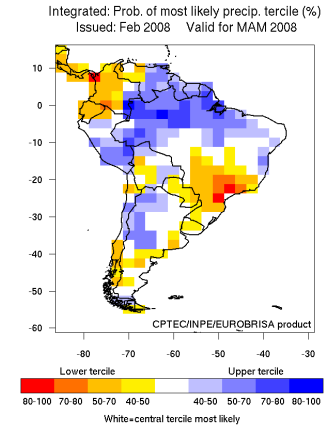 Integrated: Prob. of most likely precip. tercile (%)
Issued: Feb 2008 Valid for MAM 2008
10
0
-10
-20
-30
-40
-50
-60
CPTEC/INPE/EUROBRISA product
-80 -70 -60 -50 -40 -30
Lower tercile Upper tercile
80-100 70-80 60-70 40-50 40-50 50-70 70-80 80-100
White=central tercile most likely